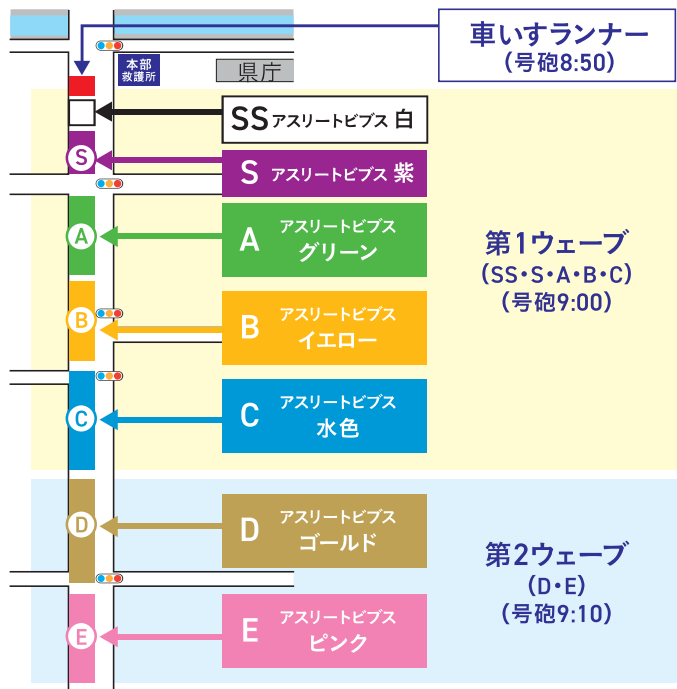 車いすランナー
(号砲8:50)
本部
救護所
県庁
SS アスリートビブス 白
S
S アスリートビブス 紫
A
A アスリートビブス
グリーン
第1ウェーブ
(SS・S・A・B・C)
(号砲9:00)
B
B アスリートビブス
イエロー
C
C アスリートビブス
水色
D
D アスリートビブス
ゴールド
第2ウェーブ
(D・E)
(号砲9:10)
E
E アスリートビブス
ピンク